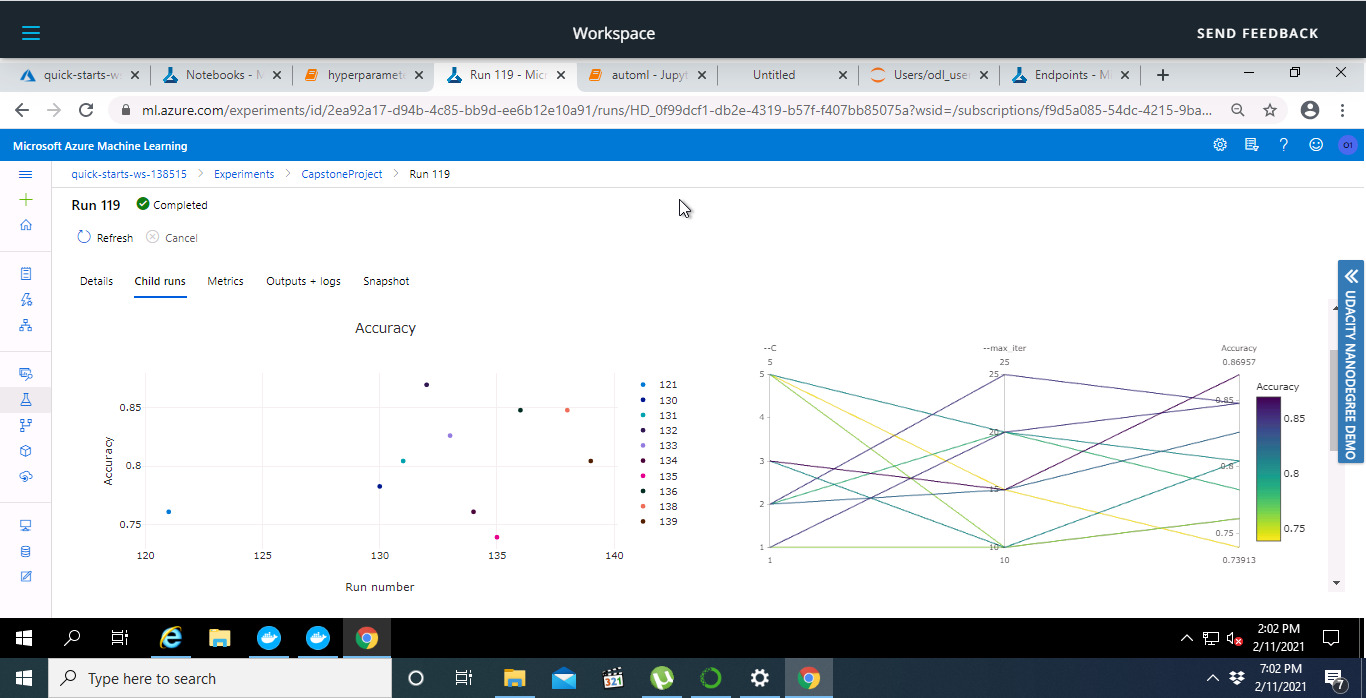 Workspace
SEND FEEDBACK
quick-starts-w
Notebooks - M
hyperparamet
Run 119 - Micr
automl - Jupyt
Untitled
Users/odl_use
Endpoints - M
ml.azure.com/experiments/id/2ea92a17-d94b-4c85-bb9d-ee6b12e10a91/runs/HD_0f99dcf1-db2e-4319-b57f-f407bb85075a?wsid=/subscriptions/f9d5a085-54dc-4215-9ba...
Microsoft Azure Machine Learning
O1
quick-starts-ws-138515 > Experiments > CapstoneProject > Run 119
Run 119 Completed
Refresh Cancel
Details Child runs Metrics Outputs + logs Snapshot
UDACITY NANODEGREE DEMO
Accuracy
0.85
0.8
0.75
Accuracy
120 125 130 135 140
Run number
121
130
131
132
133
134
135
136
138
139
--C --max_iter Accuracy
5 25 0.86957
5
4
3
2
1
25
20
15
10
0.85
0.8
0.75
1 10 0.73913
Accuracy
0.85
0.8
0.75
2:02 PM
2/11/2021
Type here to search
321
7:02 PM
2/11/2021
7